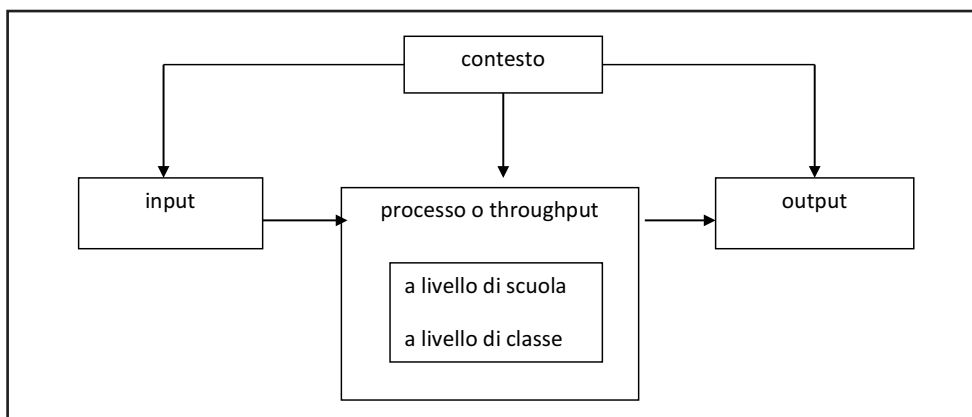 contesto
input
processo o throughput
output
a livello di scuola
a livello di classe